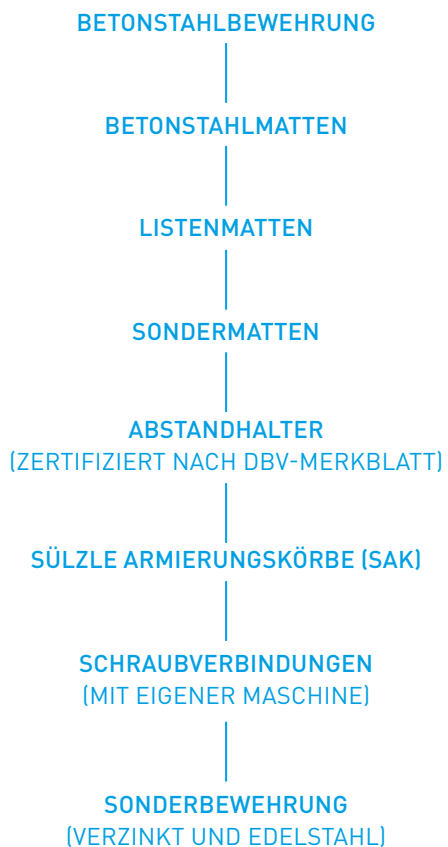 BETONSTAHLBEWEHRUNG
BETONSTAHLMATTEN
LISTENMATTEN
SONDERMATTEN
ABSTANDHALTER
(ZERTIFIZIERT NACH DBV-MERKBLATT)
SÜLZLE ARMIERUNGSKÖRBE (SAK)
SCHRAUBVERBINDUNGEN
(MIT EIGENER MASCHINE)
SONDERBEWEHRUNG
(VERZINKT UND EDELSTAHL)